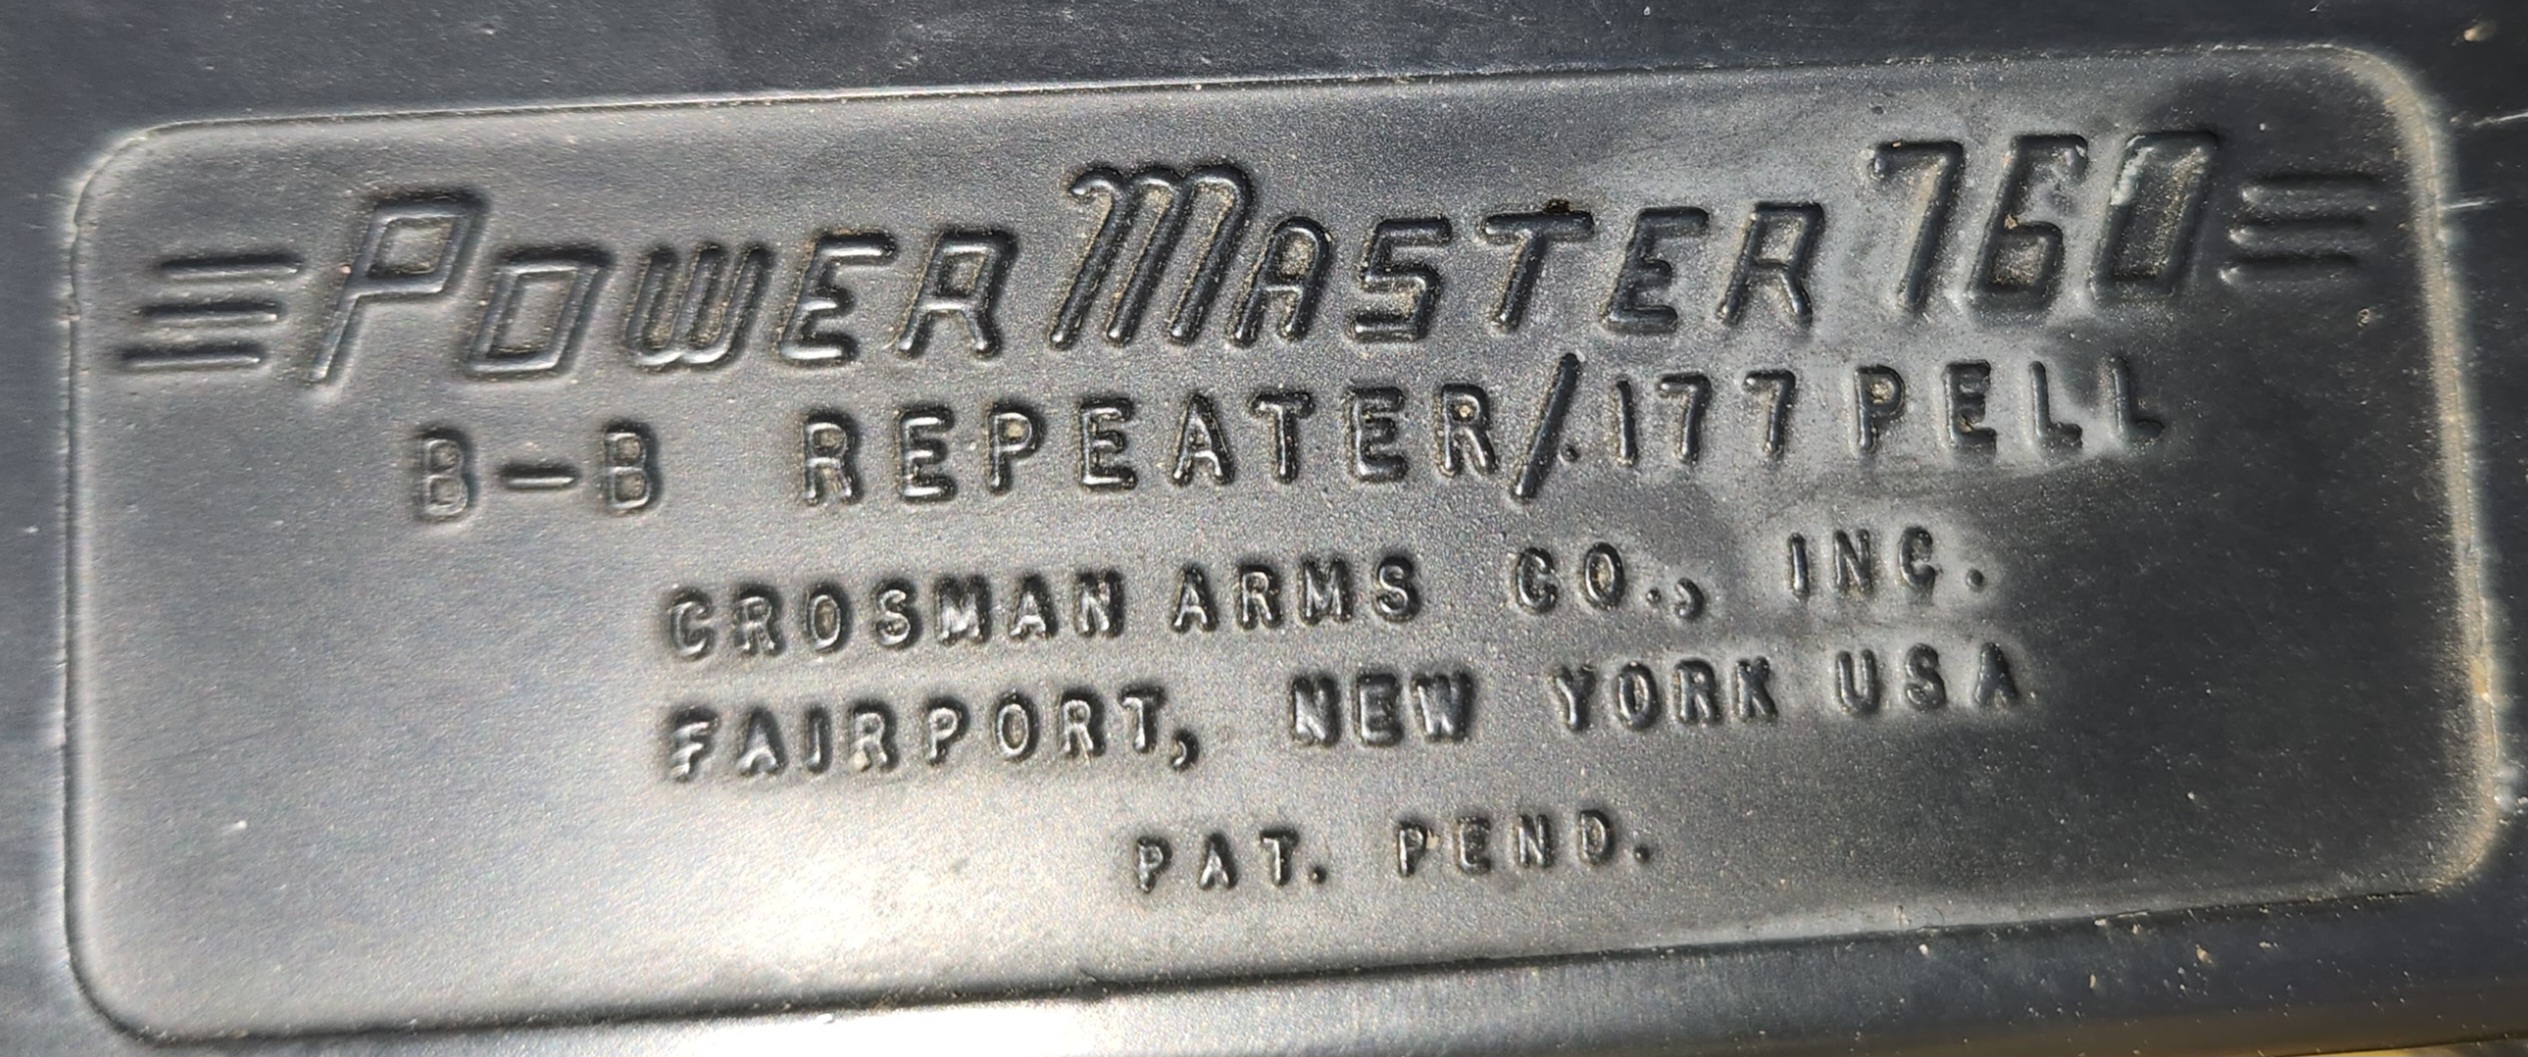 POWERMASTER 760
B-B REPEATER/.177 PELL
CROSMAN ARMS CO., INC.
FAIRPORT, NEW YORK USA
PAT. PEND.